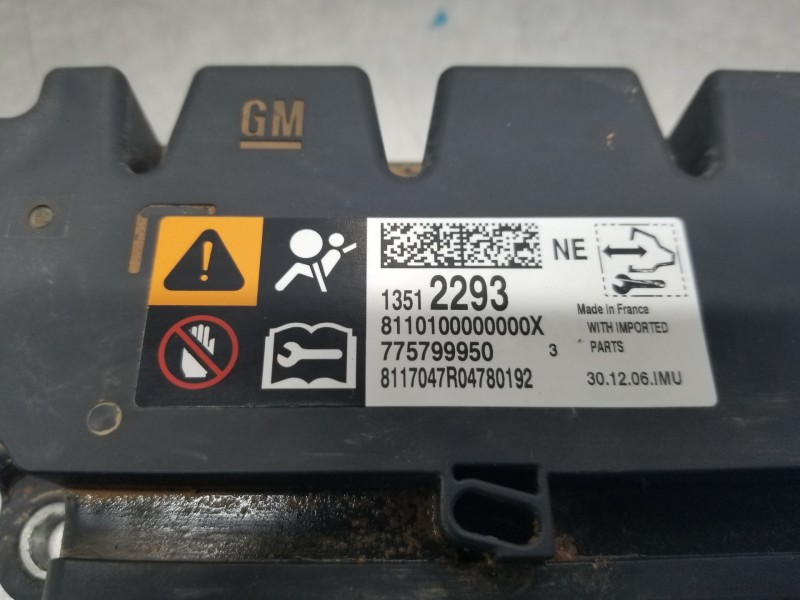 GM
NE
1351 2293
8110100000000X
775799950 3
8117047R04780192
Made in France
WITH IMPORTED
PARTS
30.12.06.IMU